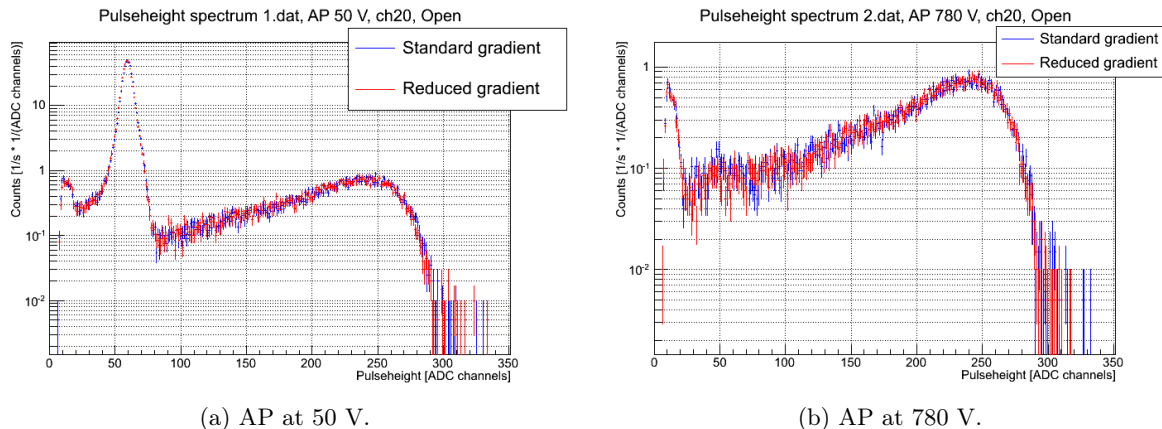 Pulseheight spectrum 1.dat, AP 50 V, ch20, Open
Standard gradient
Reduced gradient
Counts [1/s * 1/(ADC channels)]
10
1
10-1
10-2
0 50 100 150 200 250 300 350
Pulseheight [ADC channels]
(a) AP at 50 V.
Pulseheight spectrum 2.dat, AP 780 V, ch20, Open
Standard gradient
Reduced gradient
Counts [1/s * 1/(ADC channels)]
1
10-1
10-2
0 50 100 150 200 250 300 350
Pulseheight [ADC channels]
(b) AP at 780 V.